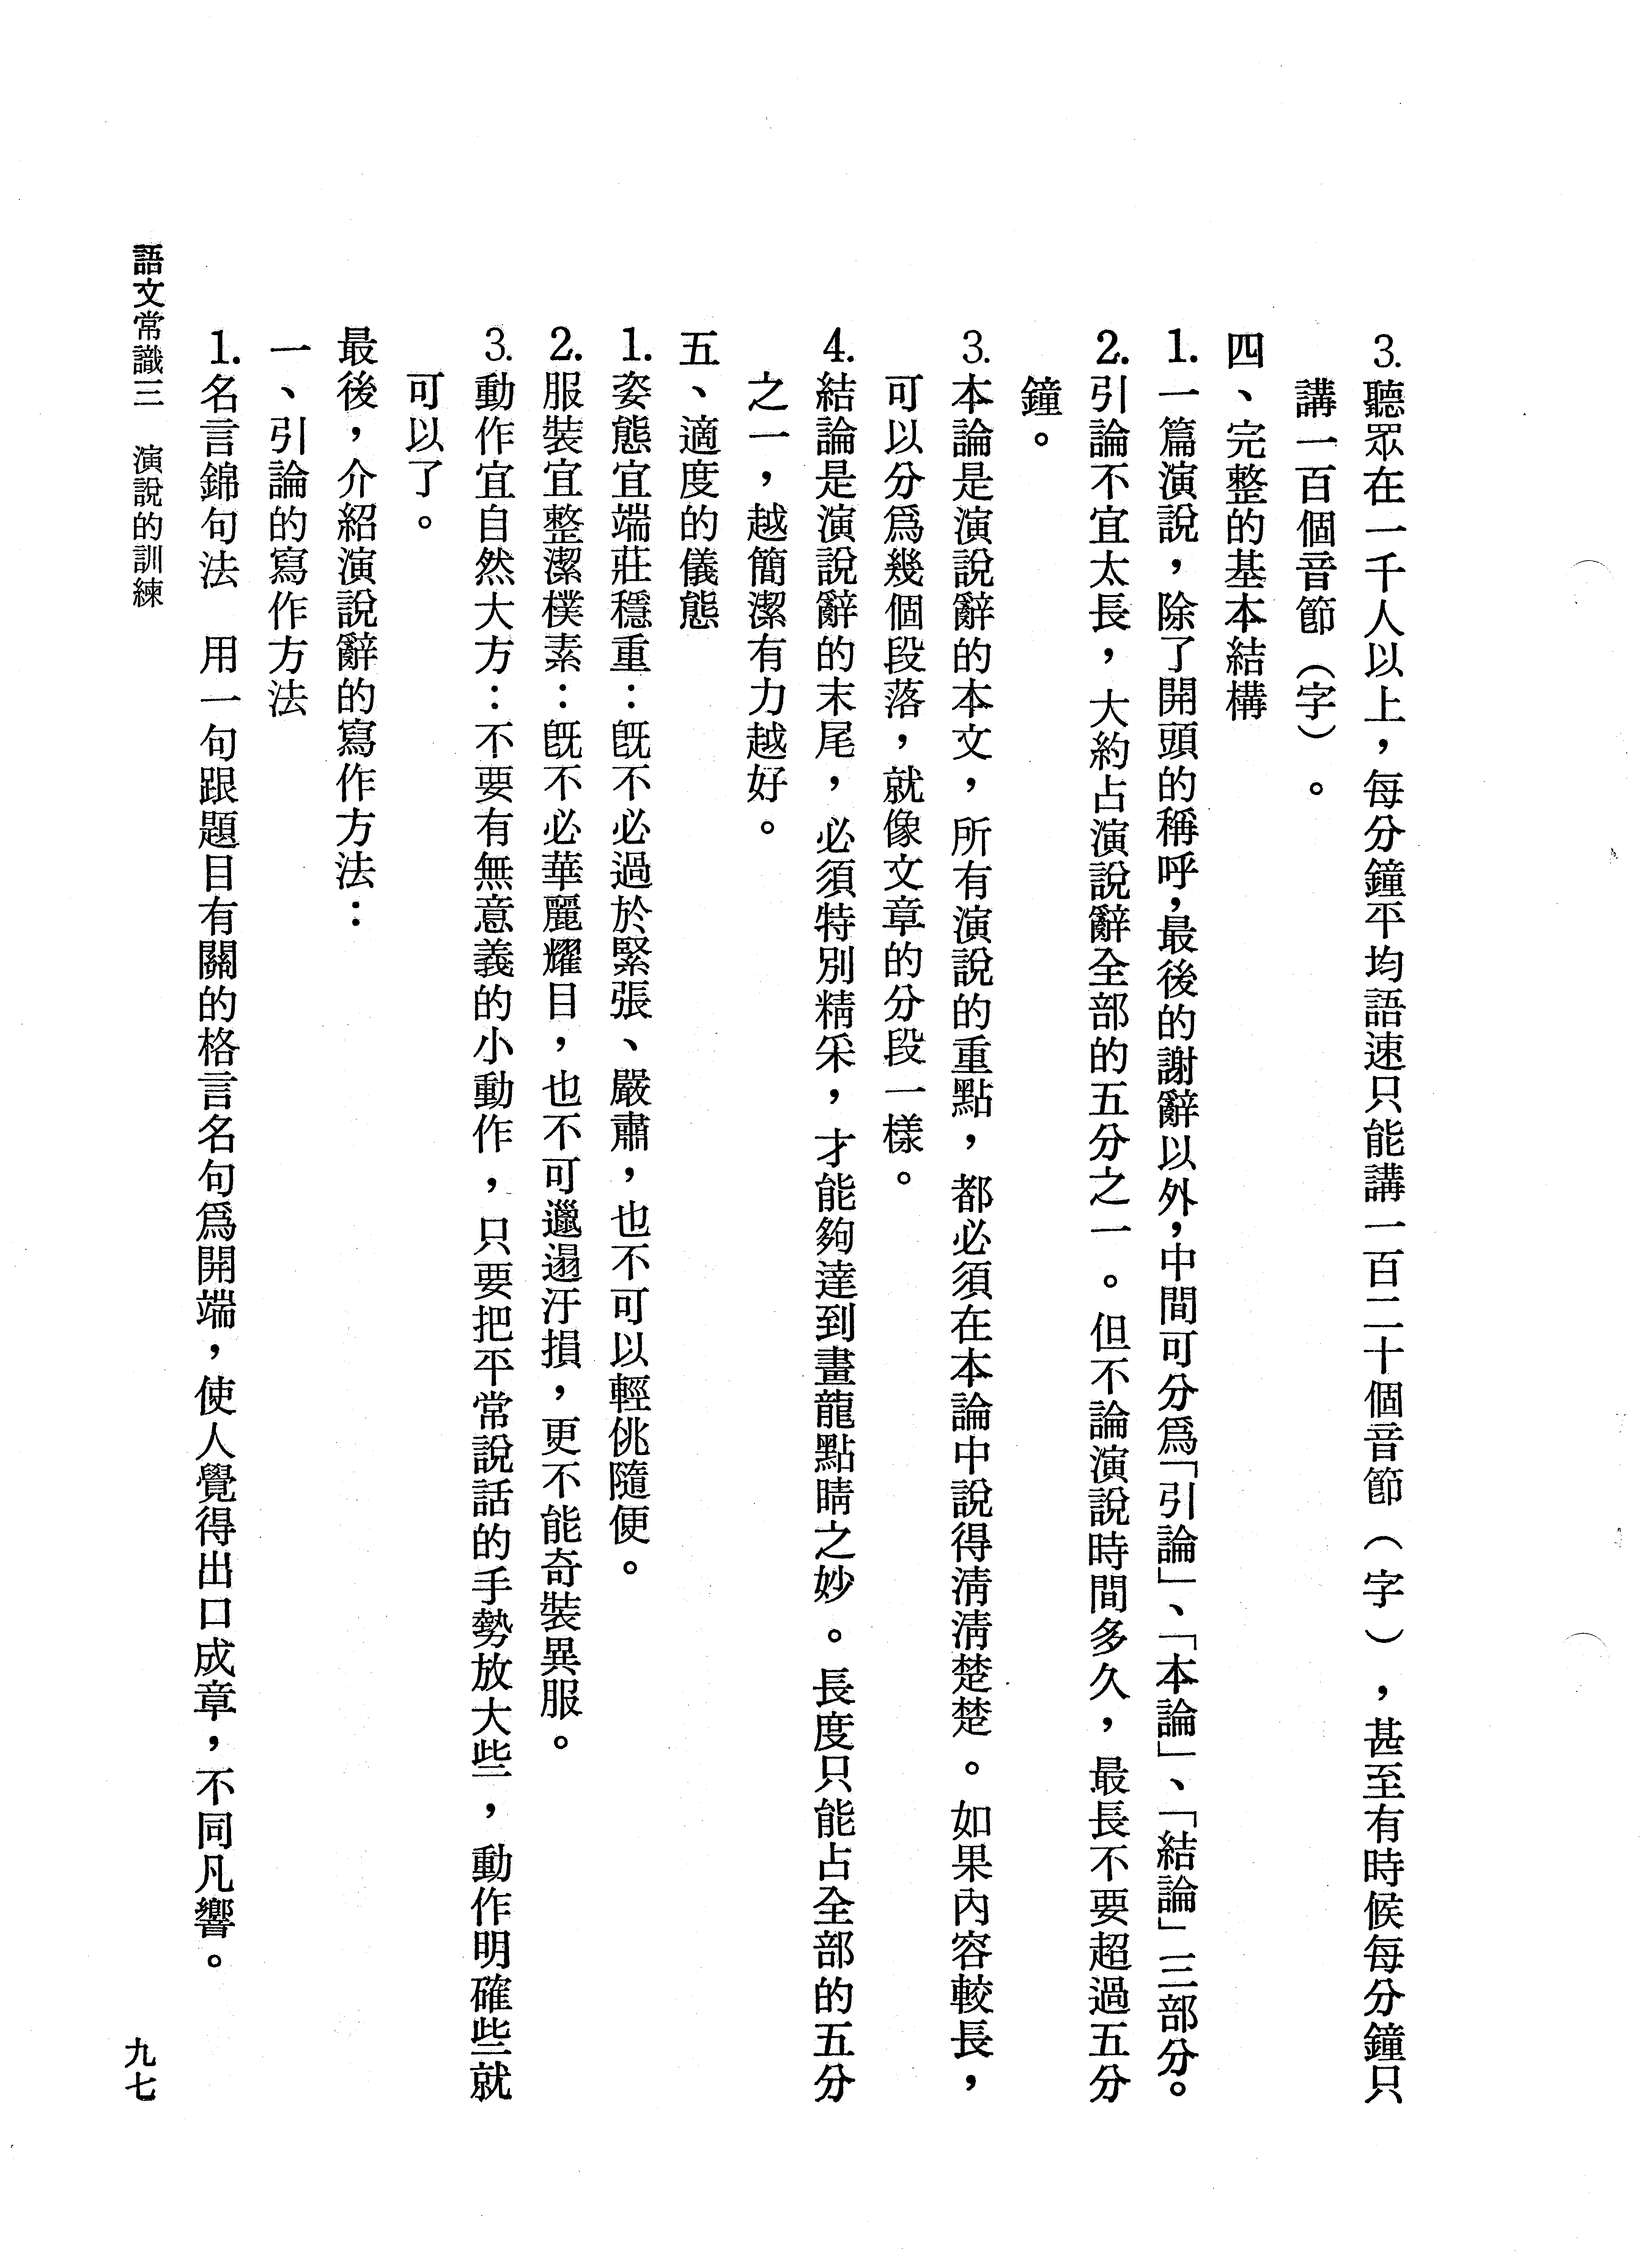 3.聽眾在一千人以上，每分鐘平均語速只能講一百二十個音節（字），甚至有時候每分鐘只
講一百個音節（字）。
四、完整的基本結構
1.一篇演說，除了開頭的稱呼，最後的謝辭以外，中間可分爲「引論」、「本論」、「結論」三部分。
2.引論不宜太長，大約占演說辭全部的五分之一。但不論演說時間多久，最長不要超過五分
鐘。
3.本論是演說辭的本文，所有演說的重點，都必須在本論中說得清清楚楚。如果內容較長，
可以分爲幾個段落，就像文章的分段一樣。
4.結論是演說辭的末尾，必須特別精采，才能夠達到畫龍點睛之妙。長度只能占全部的五分
之一，越簡潔有力越好。
五、適度的儀態
1.姿態宜端莊穩重：旣不必過於緊張、嚴肅，也不可以輕佻隨便。
2.服裝宜整潔樸素：旣不必華麗耀目，也不可邋遢汙損，更不能奇裝異服。
3.動作宜自然大方：不要有無意義的小動作，只要把平常說話的手勢放大些，動作明確些就
可以了。
最後，介紹演說辭的寫作方法：
一、引論的寫作方法
1.名言錦句法　用一句跟題目有關的格言名句爲開端，使人覺得出口成章，不同凡響。
語文常識三　演說的訓練
九七